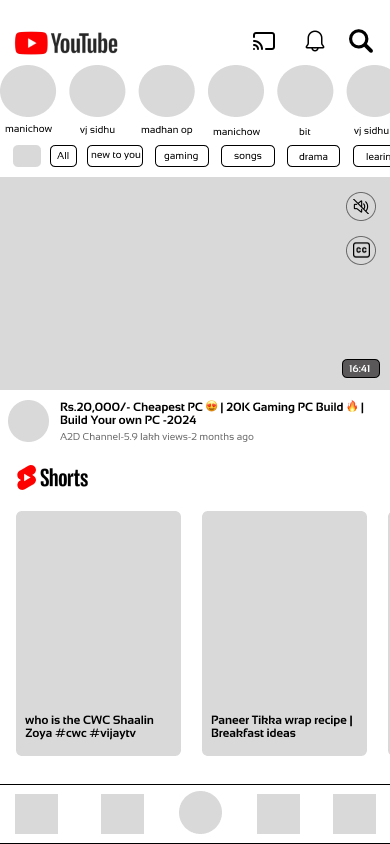 YouTube
manichow
vj sidhu
madhan op
manichow
bit
vj sidhu
All
new to you
gaming
songs
drama
learin
CC
16:41
Rs.20,000/- Cheapest PC 😍 | 20K Gaming PC Build 🔥 |
Build Your own PC -2024
A2D Channel-5.9 lakh views-2 months ago
Shorts
who is the CWC Shaalin
Zoya #cwc #vijaytv
Paneer Tikka wrap recipe |
Breakfast ideas